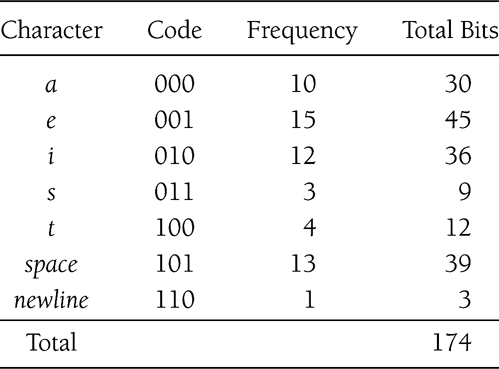 Character Code Frequency Total Bits
a 000 10 30
e 001 15 45
i 010 12 36
s 011 3 9
t 100 4 12
space 101 13 39
newline 110 1 3
Total 174